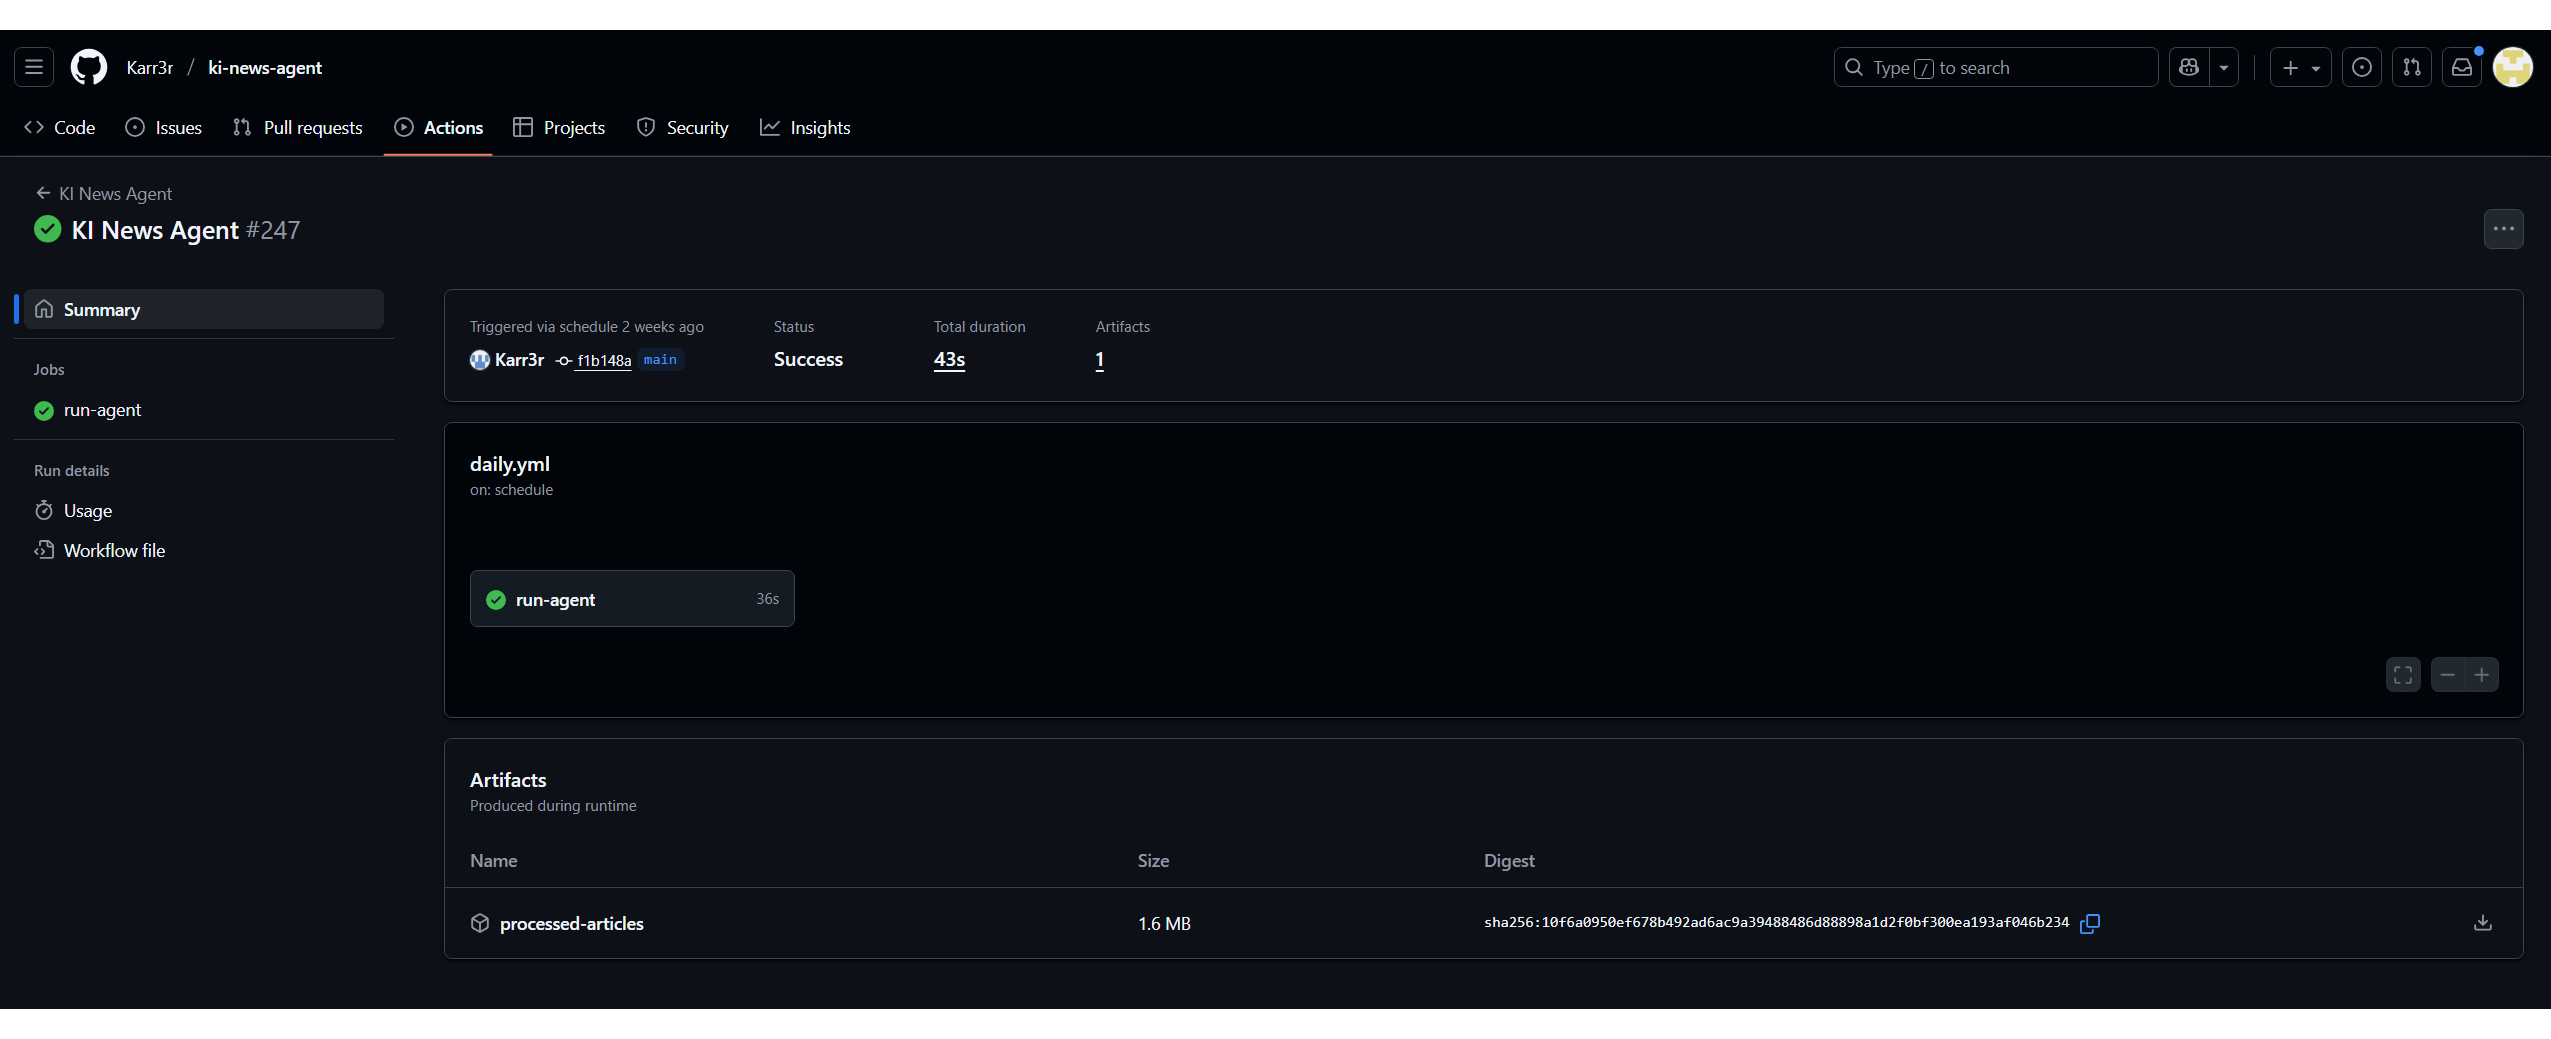 Karr3r / ki-news-agent
Type / to search
Code Issues Pull requests Actions Projects Security Insights
KI News Agent
KI News Agent #247
Summary
Jobs
run-agent
Run details
Usage
Workflow file
Triggered via schedule 2 weeks ago
Karr3r f1b148a main
Status
Success
Total duration
43s
Artifacts
1
daily.yml
on: schedule
run-agent 36s
Artifacts
Produced during runtime
Name Size Digest
processed-articles 1.6 MB sha256:10f6a0950ef678b492ad6ac9a39488486d88898a1d2f0bf300ea193af046b234